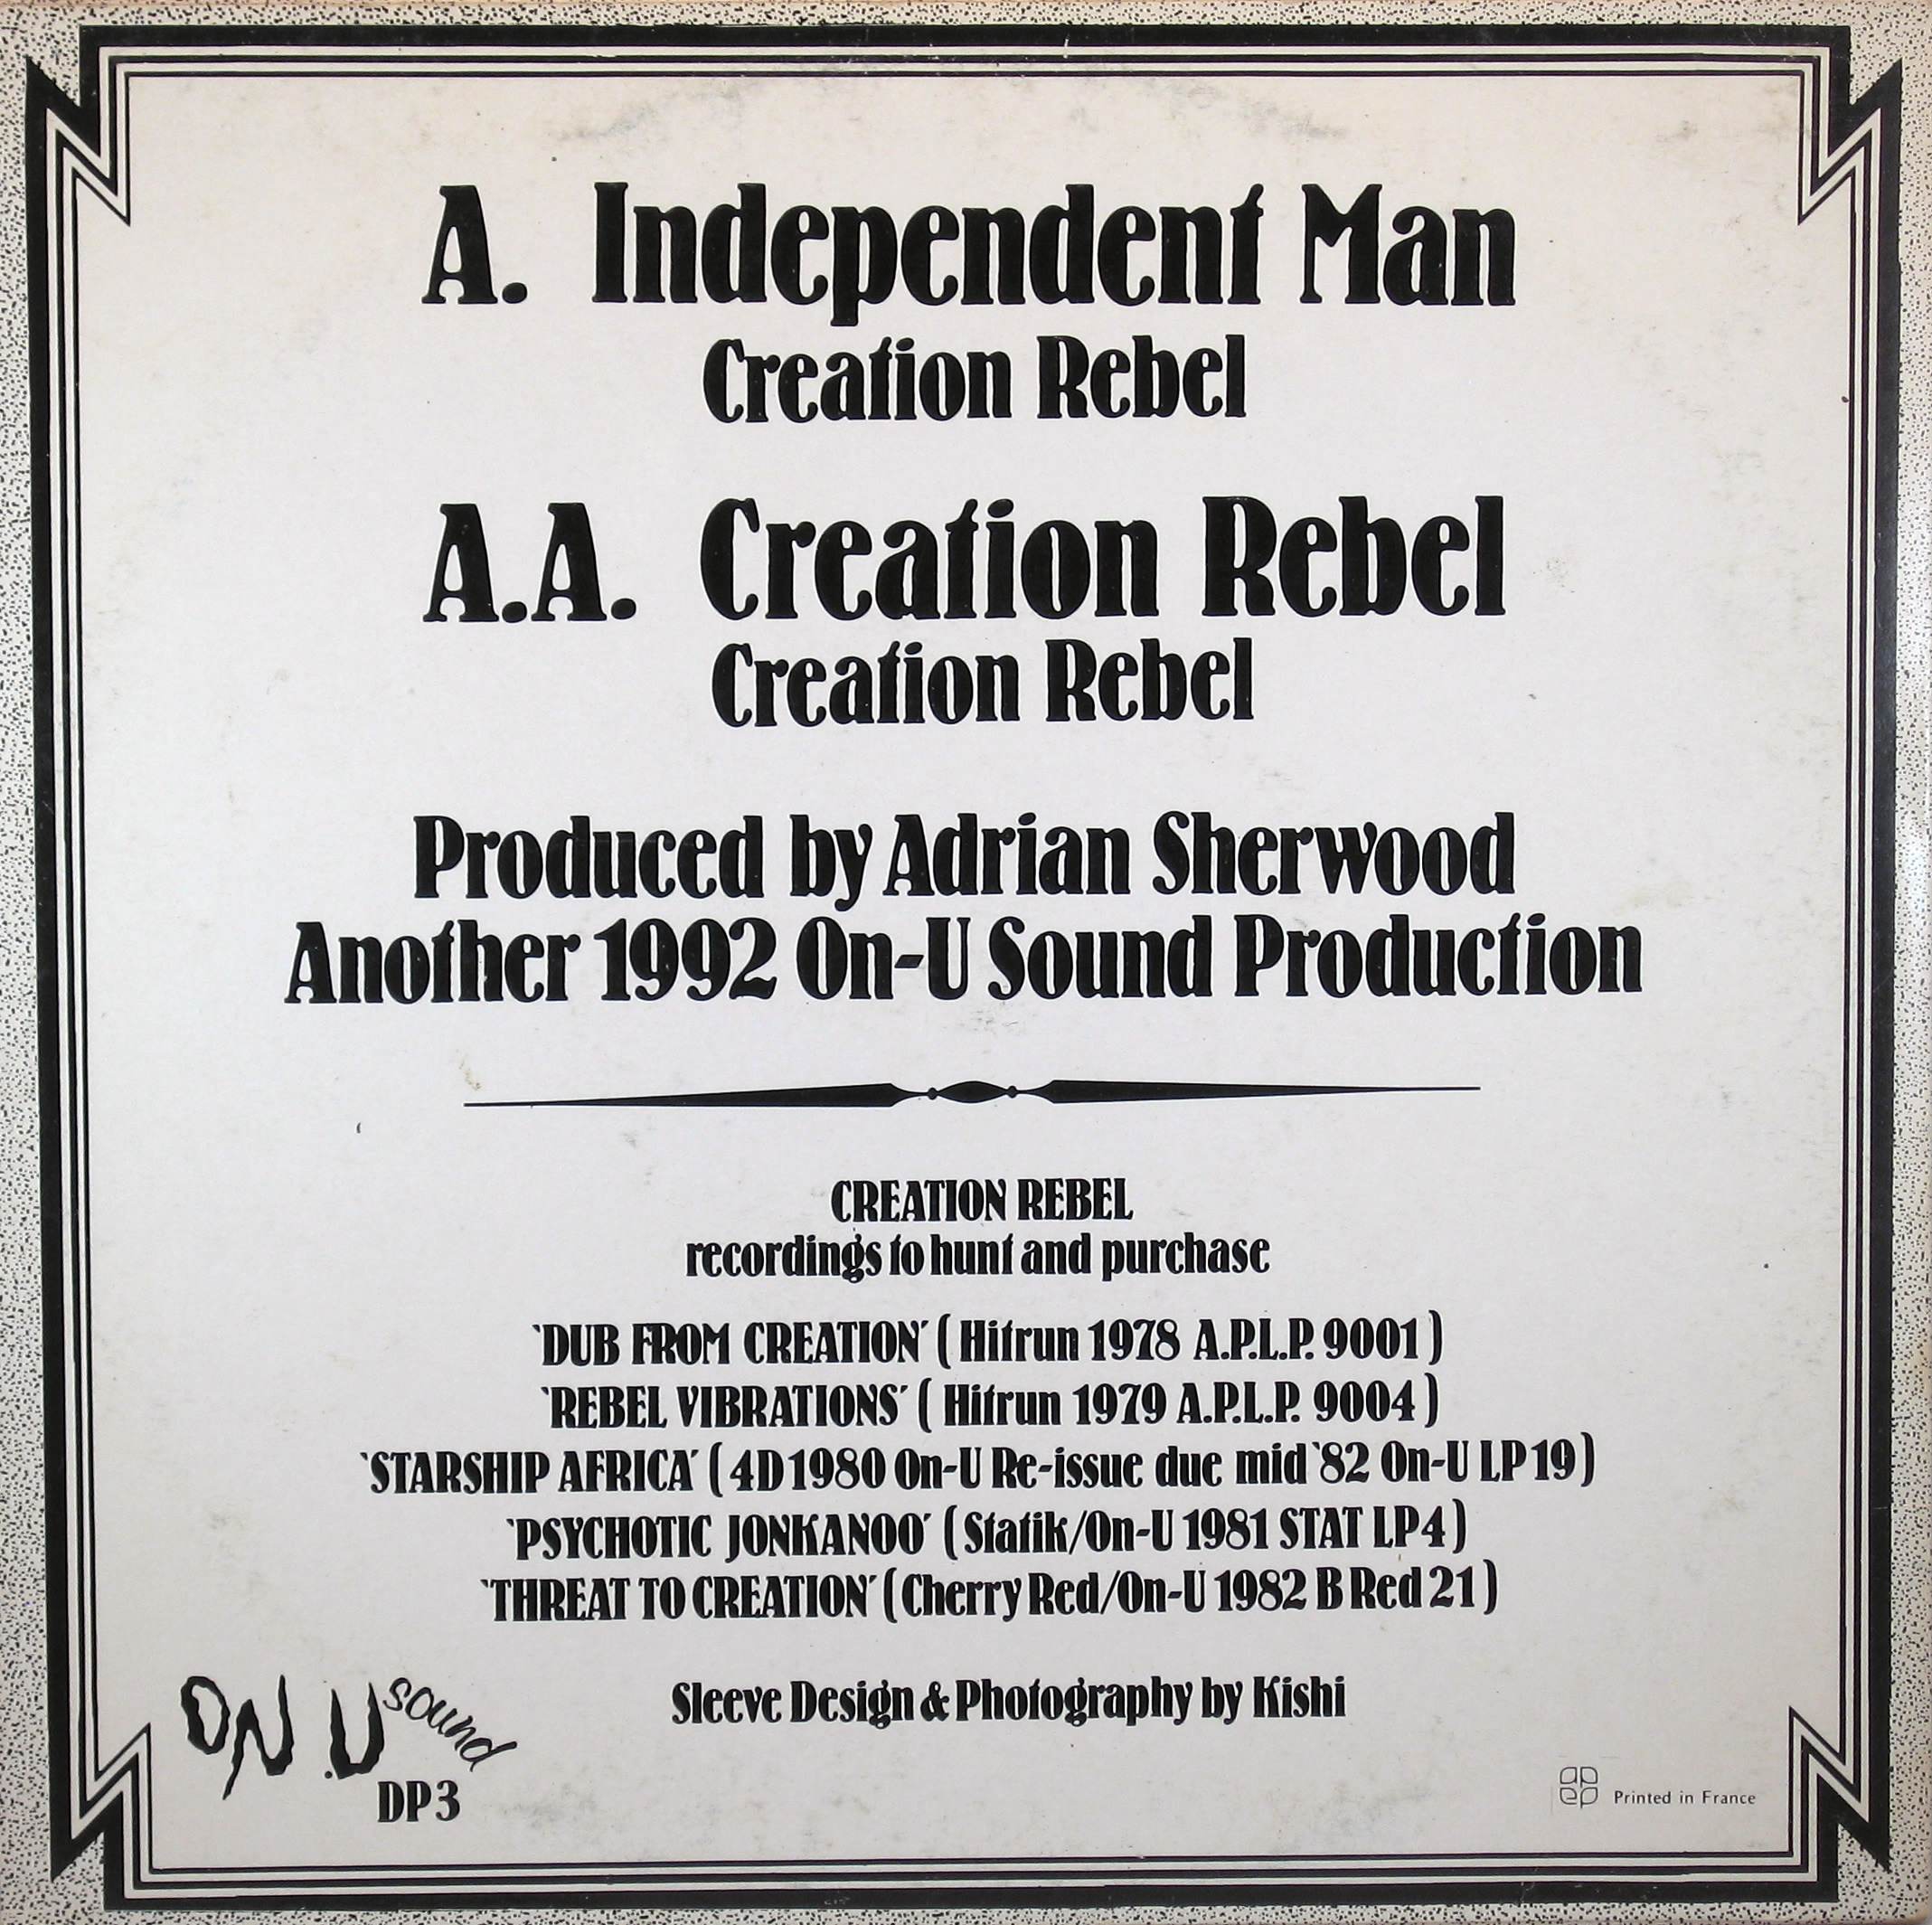 A. Independent Man
Creation Rebel
A.A. Creation Rebel
Creation Rebel
Produced by Adrian Sherwood
Another 1992 On-U Sound Production
CREATION REBEL
recordings to hunt and purchase
`DUB FROM CREATION´ ( Hitrun 1978 A.P.L.P. 9001 )
`REBEL VIBRATIONS´ ( Hitrun 1979 A.P.L.P. 9004 )
`STARSHIP AFRICA´ ( 4D 1980 On-U Re-issue due mid `82 On-U LP 19 )
`PSYCHOTIC JONKANOO´ ( Statik/On-U 1981 STAT LP4 )
`THREAT TO CREATION´ ( Cherry Red/On-U 1982 B Red 21 )
Sleeve Design & Photography by Kishi
ON.U sound
DP3
Printed in France